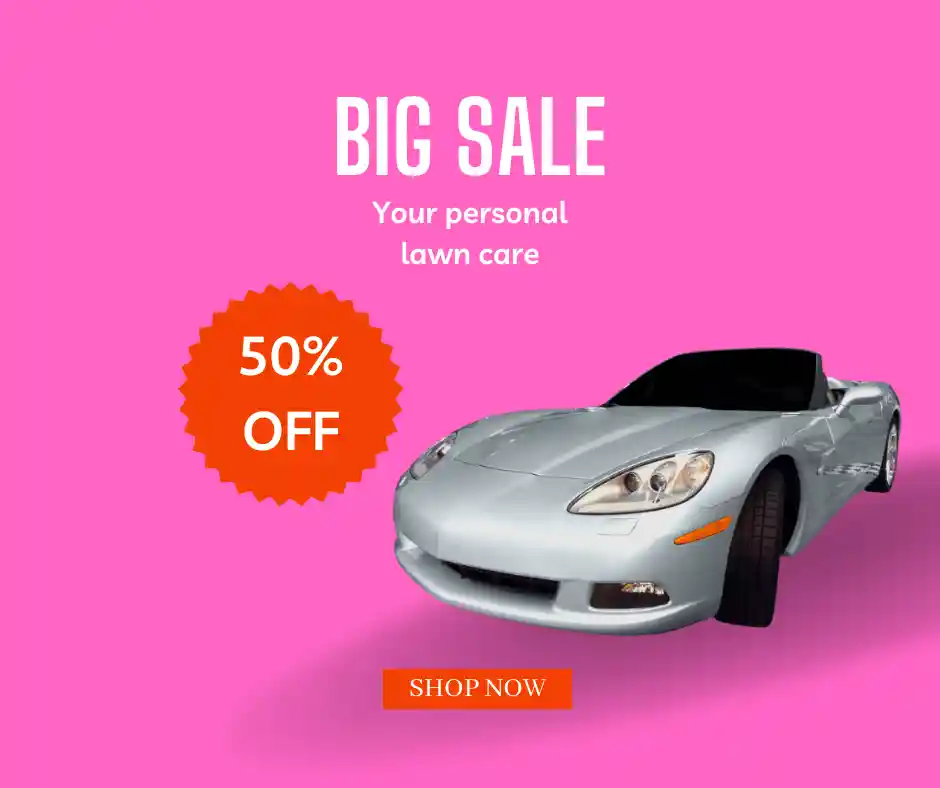 BIG SALE
Your personal
lawn care
50%
OFF
SHOP NOW